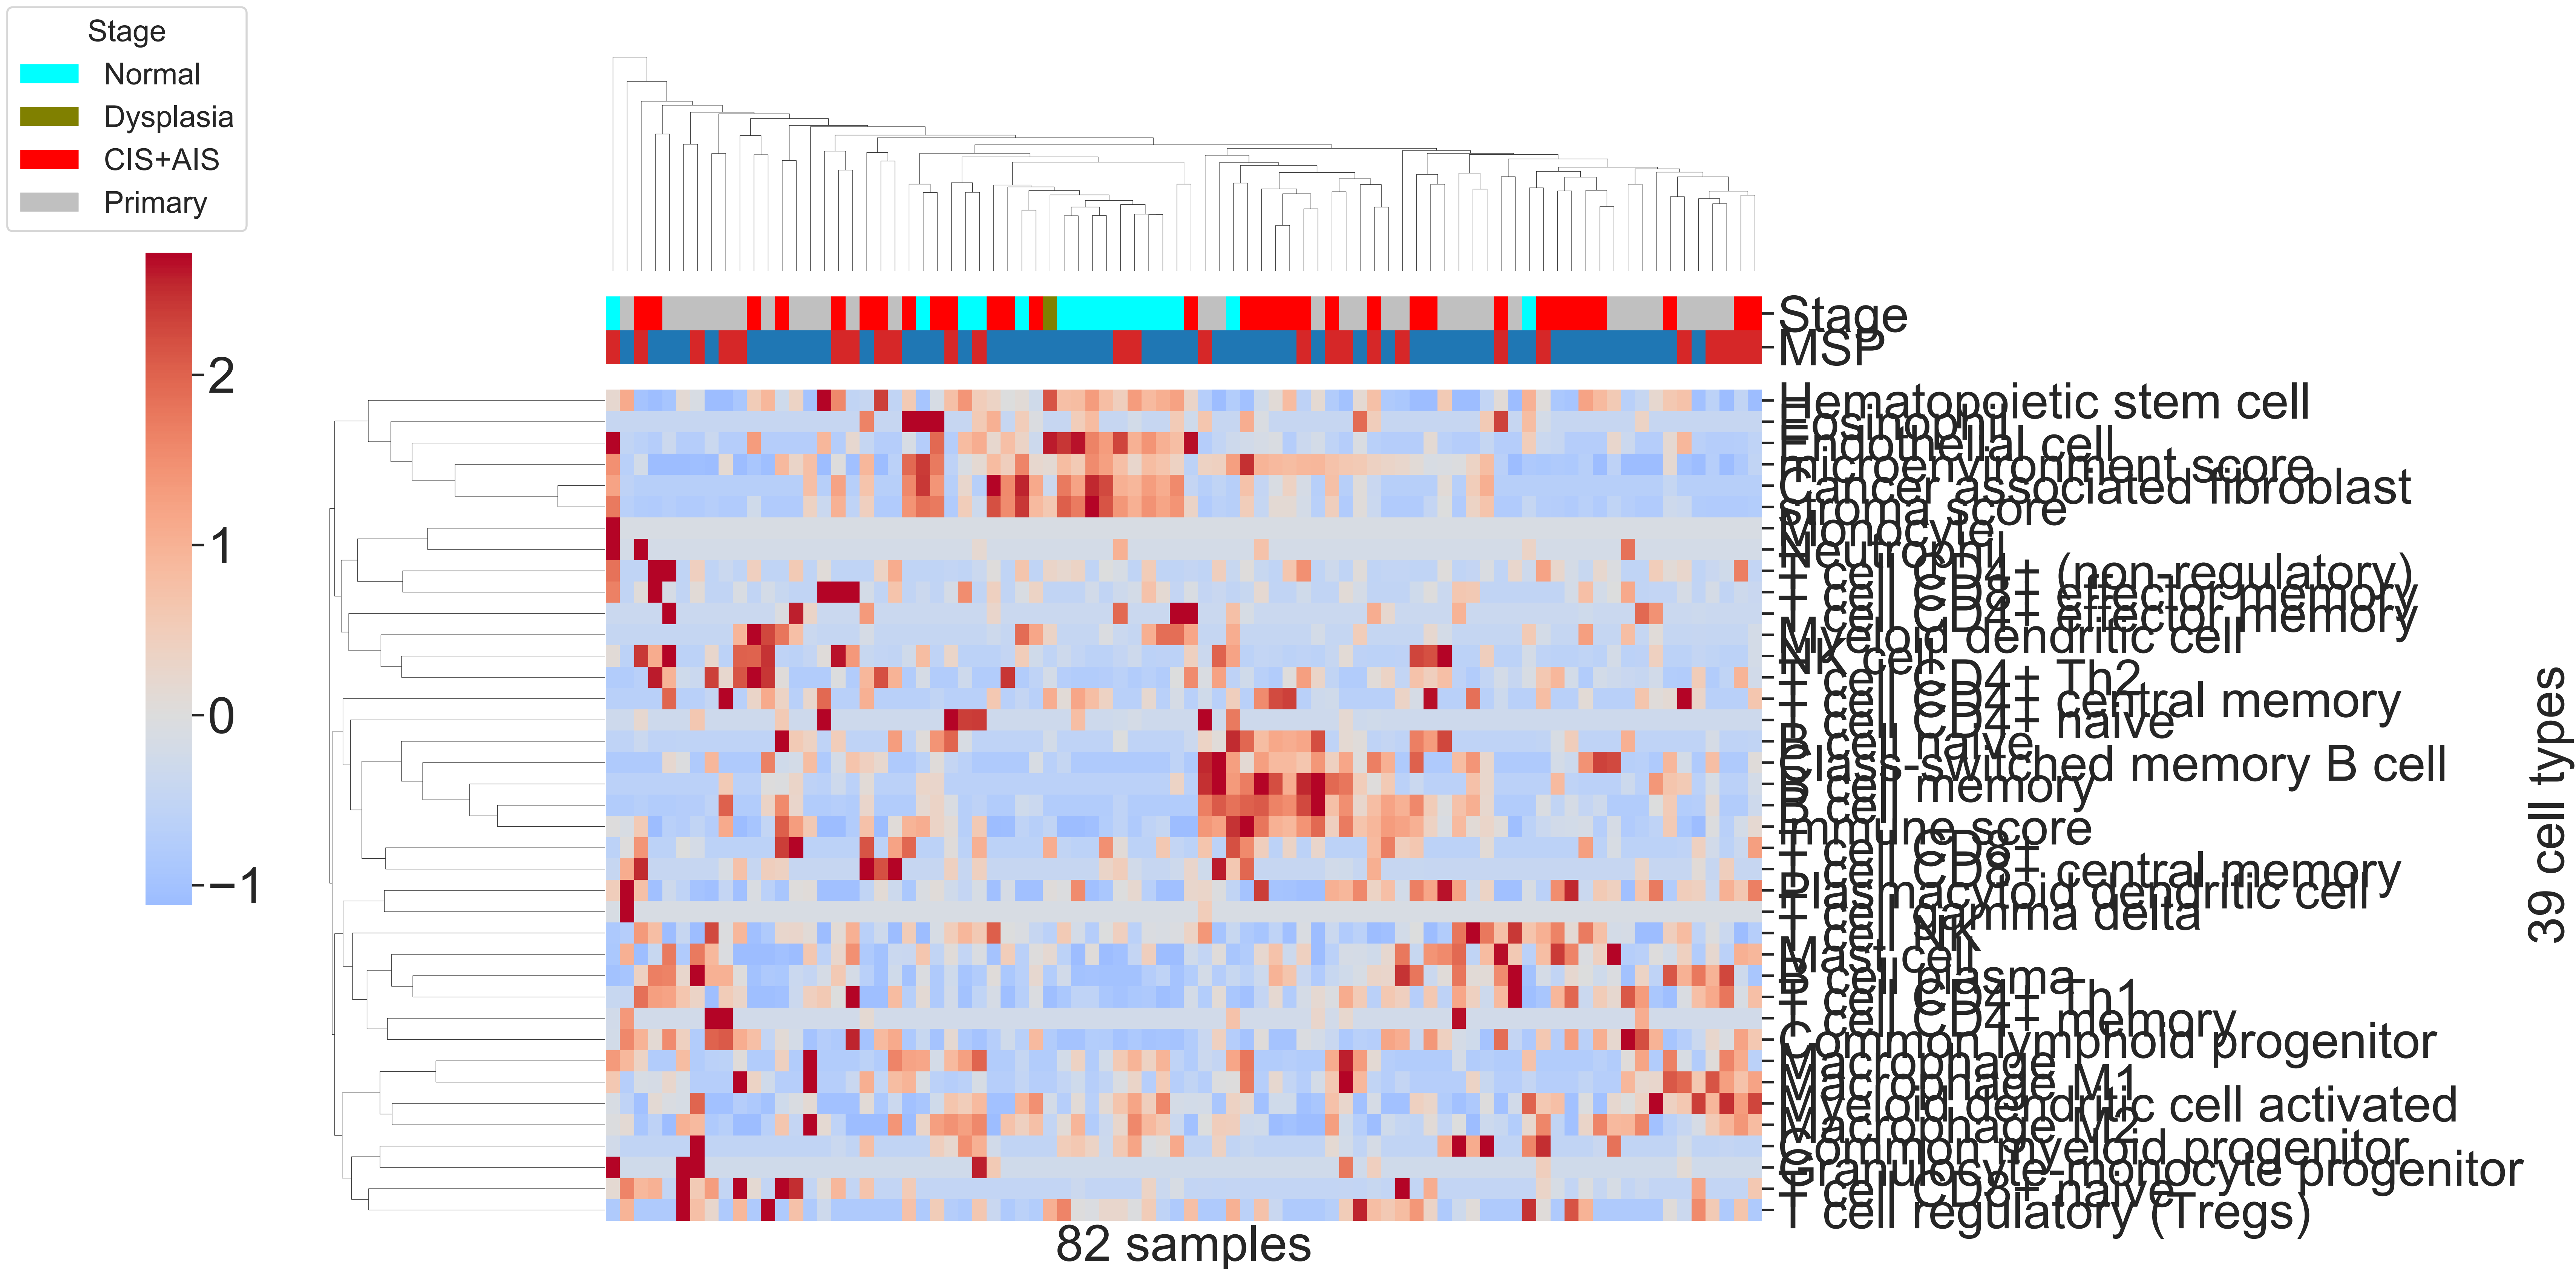 Stage
Normal
Dysplasia
CIS+AIS
Primary
2
1
0
−1
Stage
MSP
Hematopoietic stem cell
Eosinophil
Endothelial cell
microenvironment score
Cancer associated fibroblast
stroma score
Monocyte
Neutrophil
T cell CD4+ (non-regulatory)
T cell CD8+ effector memory
T cell CD4+ effector memory
Myeloid dendritic cell
NK cell
T cell CD4+ Th2
T cell CD4+ central memory
T cell CD4+ naive
B cell naive
Class-switched memory B cell
B cell memory
B cell
immune score
T cell CD8+
T cell CD8+ central memory
Plasmacytoid dendritic cell
T cell gamma delta
T cell NK
Mast cell
B cell plasma
T cell CD4+ Th1
T cell CD4+ memory
Common lymphoid progenitor
Macrophage
Macrophage M1
Myeloid dendritic cell activated
Macrophage M2
Common myeloid progenitor
Granulocyte-monocyte progenitor
T cell CD8+ naive
T cell regulatory (Tregs)
39 cell types
82 samples